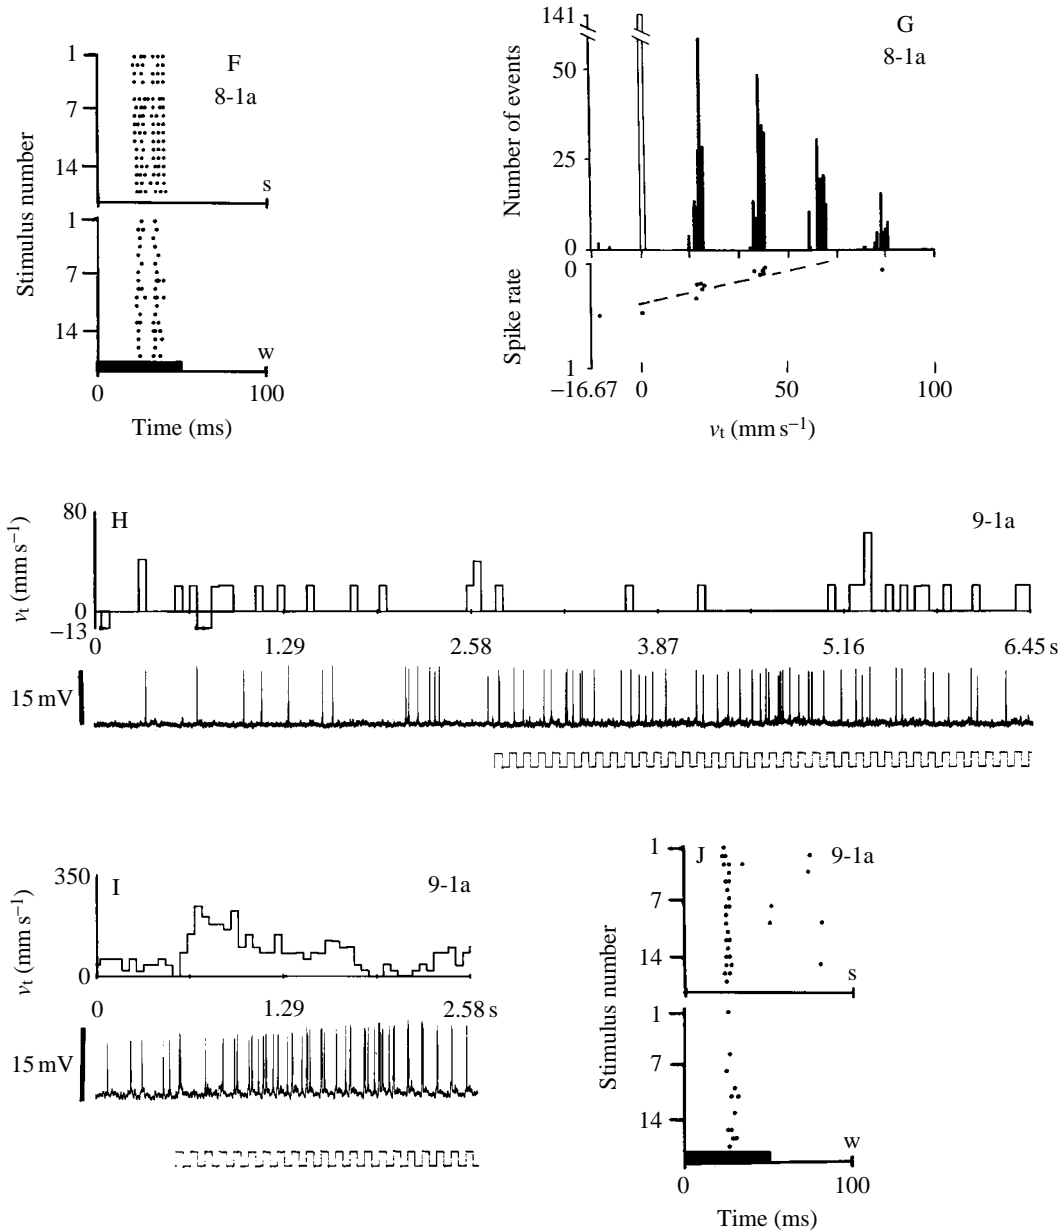 F
8-1a
Stimulus number
1
7
14
s
Stimulus number
1
7
14
w
0
100
Time (ms)
G
8-1a
Number of events
141
50
25
0
Spike rate
0
1
−16.67
0
50
100
vt (mm s−1)
H
9-1a
vt (mm s−1)
80
0
−13
0
1.29
2.58
3.87
5.16
6.45 s
15 mV
I
9-1a
vt (mm s−1)
350
0
0
1.29
2.58 s
15 mV
J
9-1a
Stimulus number
1
7
14
s
1
7
14
w
0
100
Time (ms)